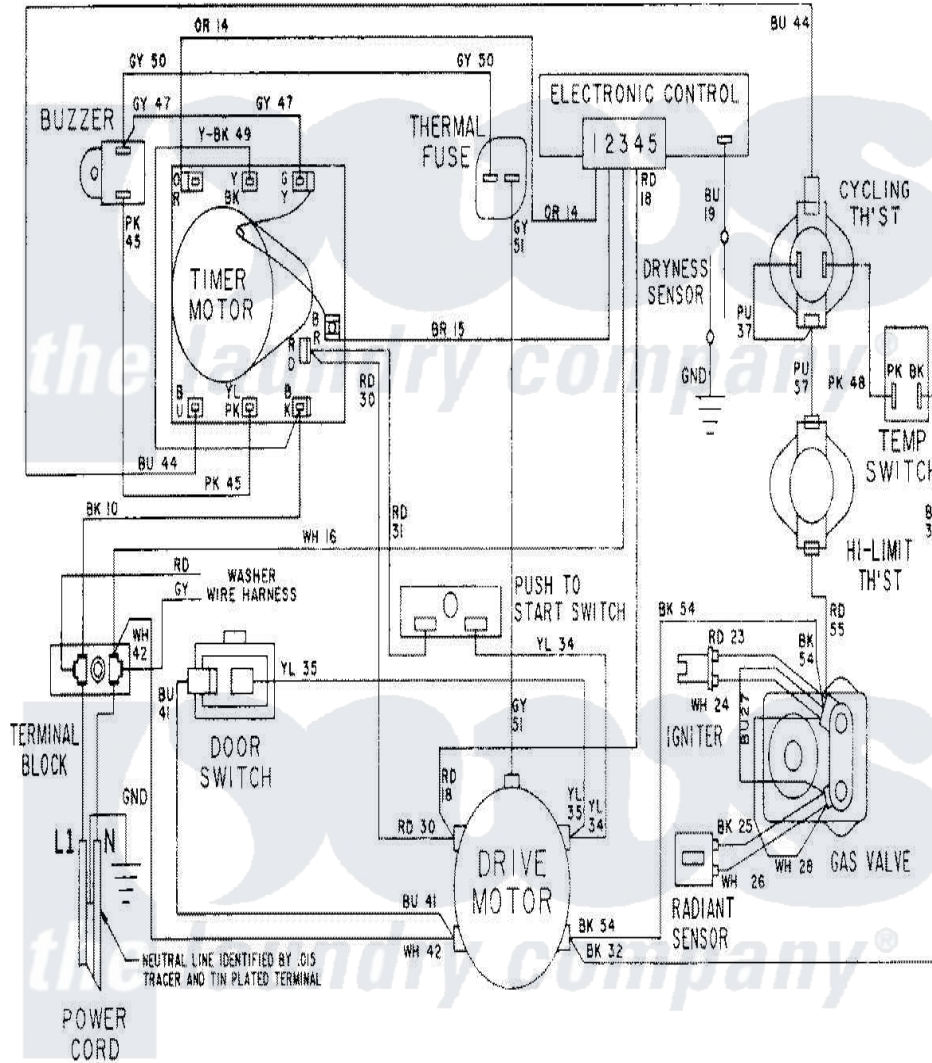 OR 14
BU 44
GY 50
GY 50
ELECTRONIC CONTROL
BUZZER
GY 47
GY 47
THERMAL
FUSE
Y-BK 49
1 2 3 4 5
O
R
Y
BK
G
Y
RD
18
CYCLING
TH'ST
BU
19
OR 14
PK
45
GY
51
TIMER
MOTOR
DRYNESS
SENSOR
B
R
BR 15
PU
37
R
D
the laundry company®
RD
30
GND
PU
57
PK 48
PK BK
B
U
YL
PK
B
K
TEMP
SWITCH
BU 44
PK 45
BK 10
RD
31
WH 16
HI-LIMIT
TH'ST
B
3
RD
WASHER
WIRE HARNESS
GY
PUSH TO
START SWITCH
BK 54
RD
55
WH
42
RD 23
BK
54
YL 35
YL 34
BU
41
GY
51
WH 24
BU27
IGNITER
TERMINAL
BLOCK
DOOR
SWITCH
GND
RD
18
YL
35
YL
34
L1
N
RD 30
BK 25
DRIVE
MOTOR
WH 28
GAS VALVE
WH 26
BU 41
RADIANT
SENSOR
BK 54
WH 42
BK 32
the laundry company®
NEUTRAL LINE IDENTIFIED BY .015
TRACER AND TIN PLATED TERMINAL
POWER
CORD